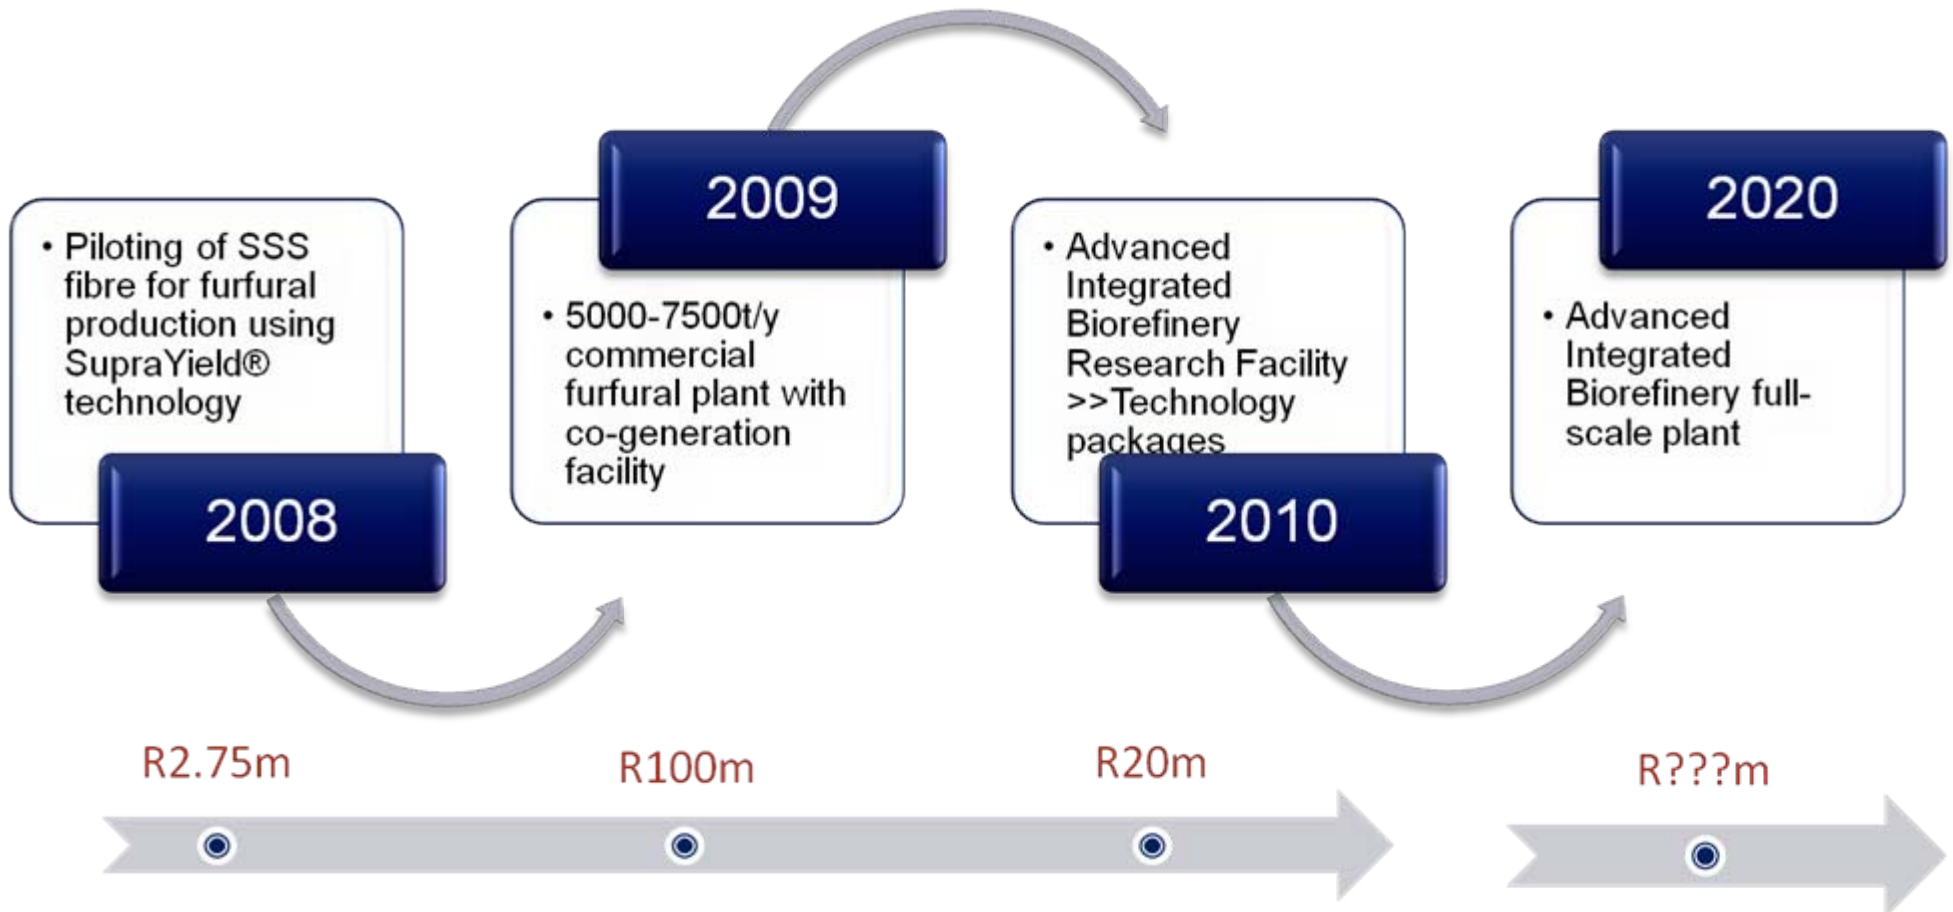 • Piloting of SSS
fibre for furfural
production using
SupraYield®
technology
2008
2009
• 5000-7500t/y
commercial
furfural plant with
co-generation
facility
• Advanced
Integrated
Biorefinery
Research Facility
>>Technology
packages
2010
2020
• Advanced
Integrated
Biorefinery full-
scale plant
R2.75m
R100m
R20m
R???m